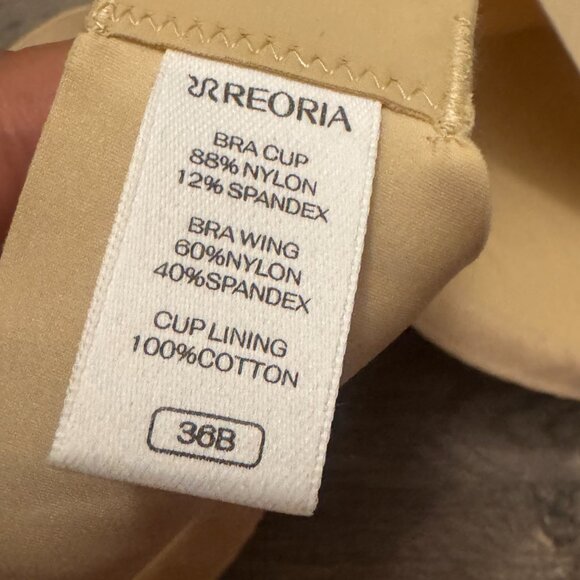 REORIA
BRA CUP
88%NYLON
12%SPANDEX
BRA WING
60%NYLON
40%SPANDEX
CUP LINING
100%COTTON
36B